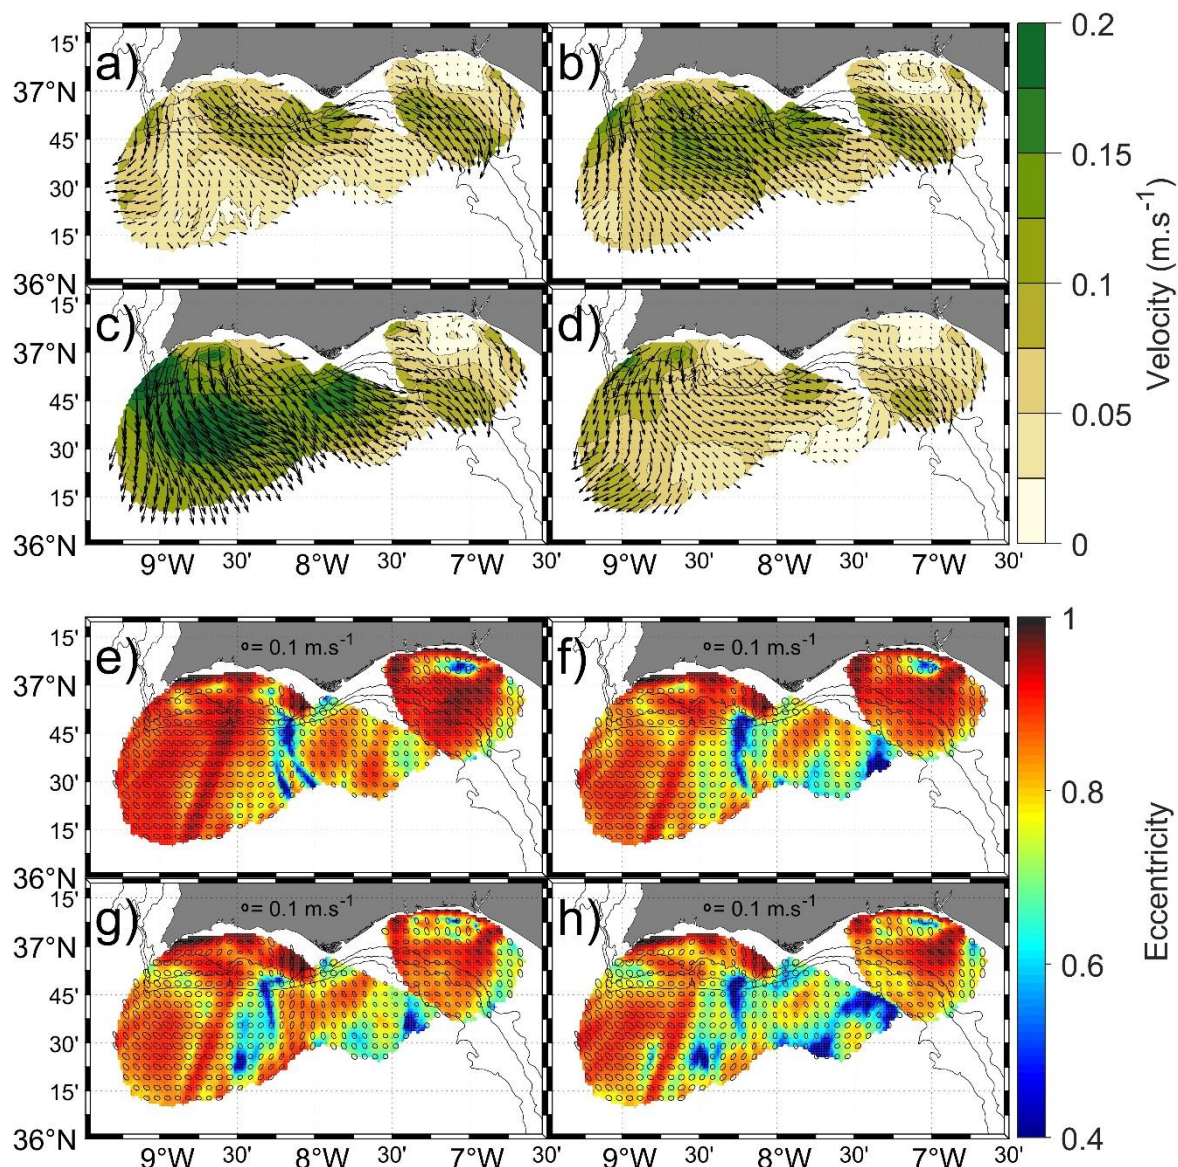 a)
b)
15'
37°N
45'
30'
15'
36°N
c)
d)
15'
37°N
45'
30'
15'
36°N
9°W 30' 8°W 30' 7°W 30' 9°W 30' 8°W 30' 7°W 30'
0.2
0.15
0.1
0.05
0
Velocity (m.s⁻¹)
e)
o= 0.1 m.s⁻¹
f)
o= 0.1 m.s⁻¹
15'
37°N
45'
30'
15'
36°N
g)
o= 0.1 m.s⁻¹
h)
o= 0.1 m.s⁻¹
15'
37°N
45'
30'
15'
36°N
9°W 30' 8°W 30' 7°W 30' 9°W 30' 8°W 30' 7°W 30'
1
0.8
0.6
0.4
Eccentricity